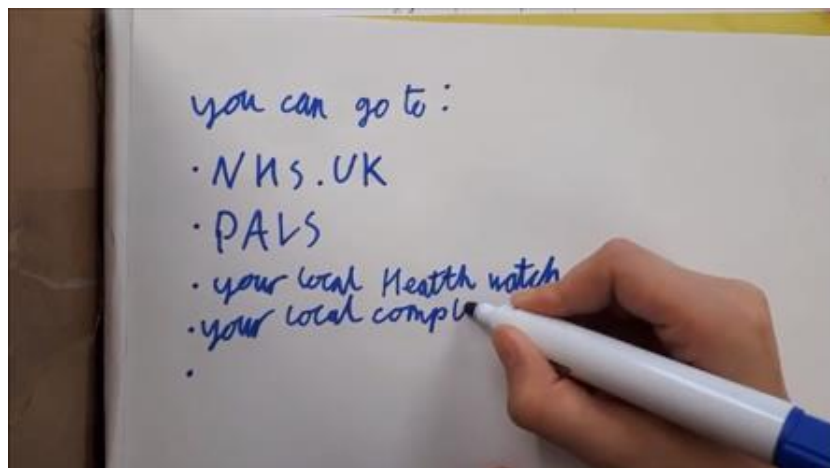 you can go to:
· NHS.UK
· PALS
· your local Health watch
· your local compl
·